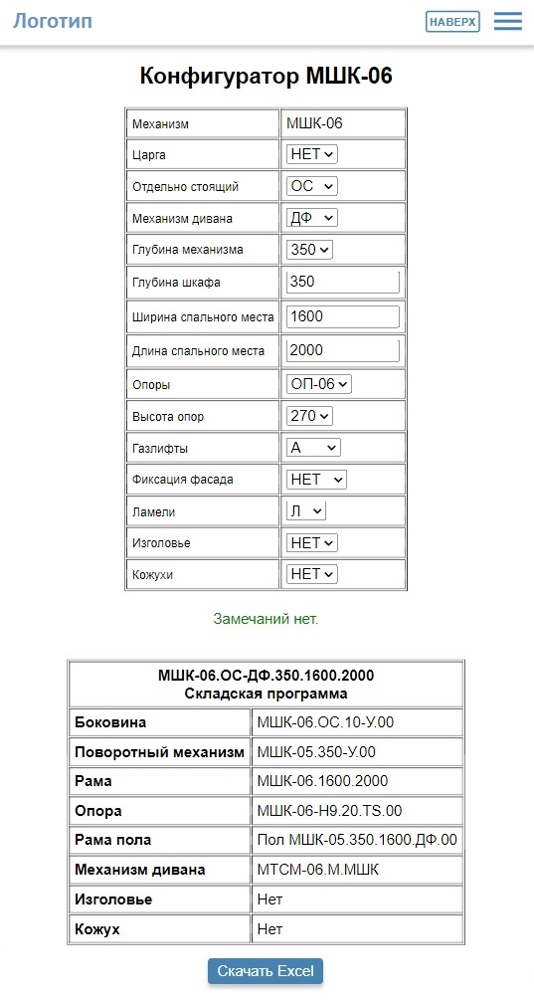 Логотип
НАВЕРХ
Конфигуратор МШК-06
Механизм МШК-06
Царга НЕТ
Отдельно стоящий ОС
Механизм дивана ДФ
Глубина механизма 350
Глубина шкафа 350
Ширина спального места 1600
Длина спального места 2000
Опоры ОП-06
Высота опор 270
Газлифты А
Фиксация фасада НЕТ
Ламели Л
Изголовье НЕТ
Кожухи НЕТ
Замечаний нет.
МШК-06.ОС-ДФ.350.1600.2000
Складская программа
Боковина МШК-06.ОС.10-У.00
Поворотный механизм МШК-05.350-У.00
Рама МШК-06.1600.2000
Опора МШК-06-Н9.20.TS.00
Рама пола Пол МШК-05.350.1600.ДФ.00
Механизм дивана МТСМ-06.М.МШК
Изголовье Нет
Кожух Нет
Скачать Excel